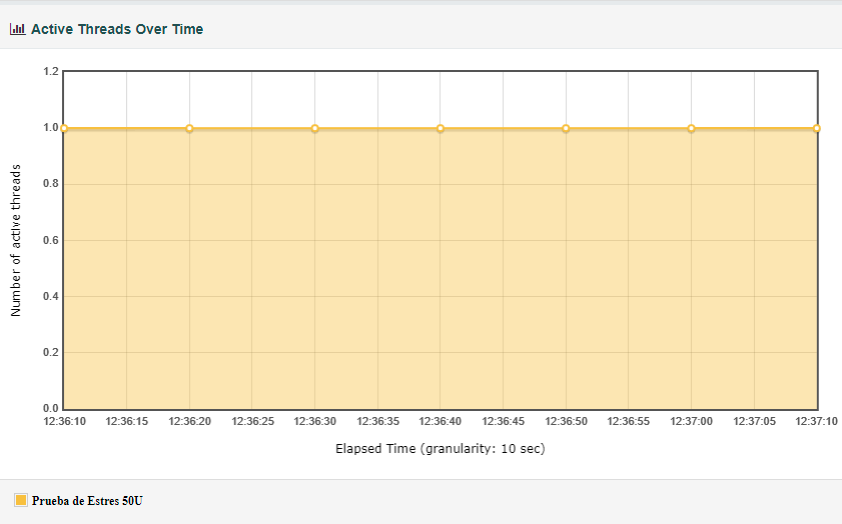 Active Threads Over Time
1.2
1.0
0.8
0.6
0.4
0.2
0.0
Number of active threads
12:36:10 12:36:15 12:36:20 12:36:25 12:36:30 12:36:35 12:36:40 12:36:45 12:36:50 12:36:55 12:37:00 12:37:05 12:37:10
Elapsed Time (granularity: 10 sec)
Prueba de Estres 50U